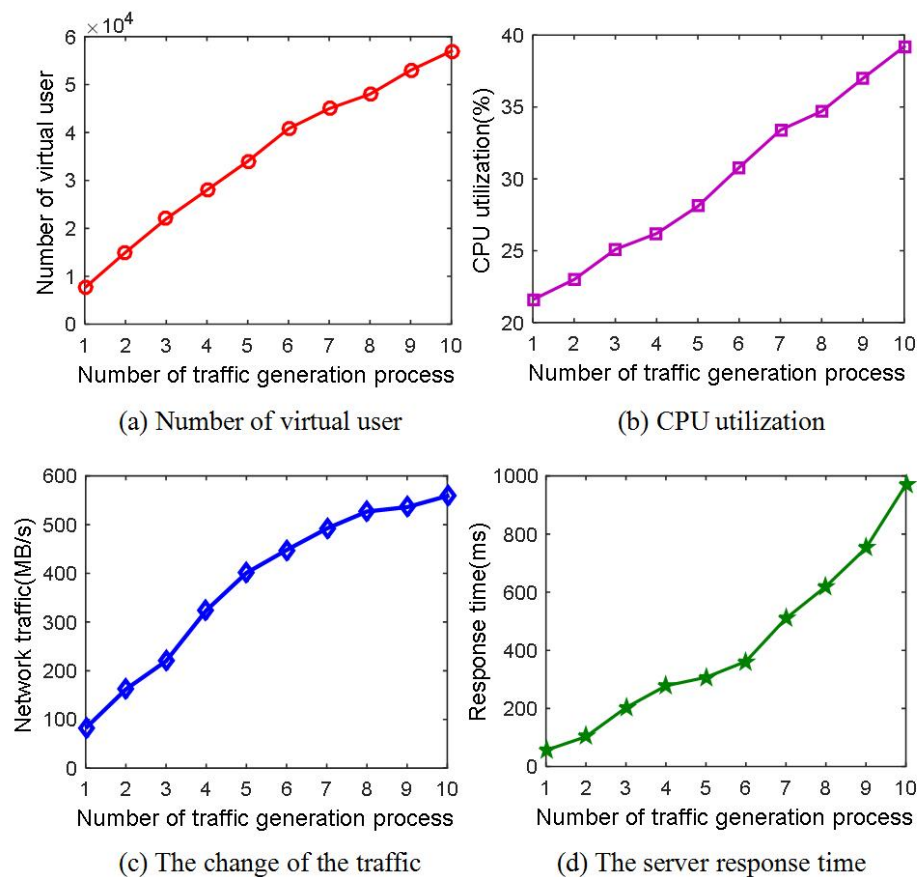 ×10⁴
6
5
4
3
2
1
0
Number of virtual user
1 2 3 4 5 6 7 8 9 10
Number of traffic generation process
(a) Number of virtual user
40
35
30
25
20
CPU utilization(%)
1 2 3 4 5 6 7 8 9 10
Number of traffic generation process
(b) CPU utilization
600
500
400
300
200
100
0
Network traffic(MB/s)
1 2 3 4 5 6 7 8 9 10
Number of traffic generation process
(c) The change of the traffic
1000
800
600
400
200
0
Response time(ms)
1 2 3 4 5 6 7 8 9 10
Number of traffic generation process
(d) The server response time